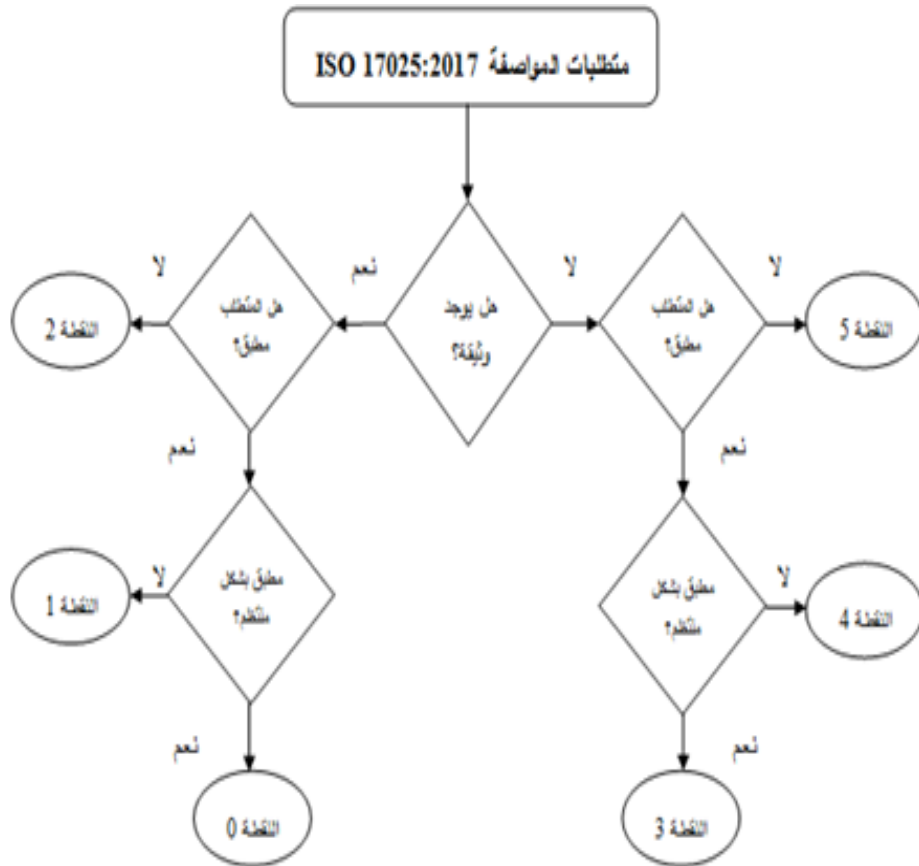 متطلبات المواصفة ISO 17025:2017
لا
نعم
لا
لا
هل المتطلب
مطبق؟
هل يوجد
وثيقة؟
هل المتطلب
مطبق؟
النقطة 5
النقطة 2
نعم
نعم
مطبق بشكل
منتظم؟
لا
النقطة 4
مطبق بشكل
منتظم؟
لا
النقطة 1
نعم
نعم
النقطة 3
النقطة 0